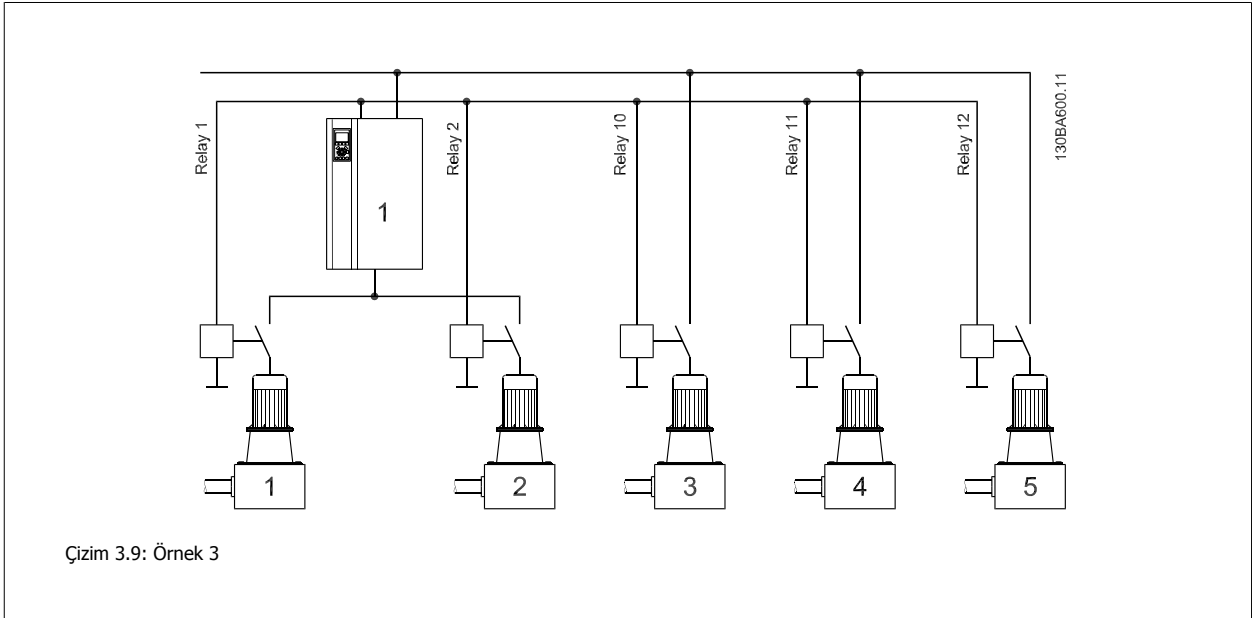 Relay 1
Relay 2
Relay 10
Relay 11
Relay 12
130BA600.11
1
1
2
3
4
5
Çizim 3.9: Örnek 3